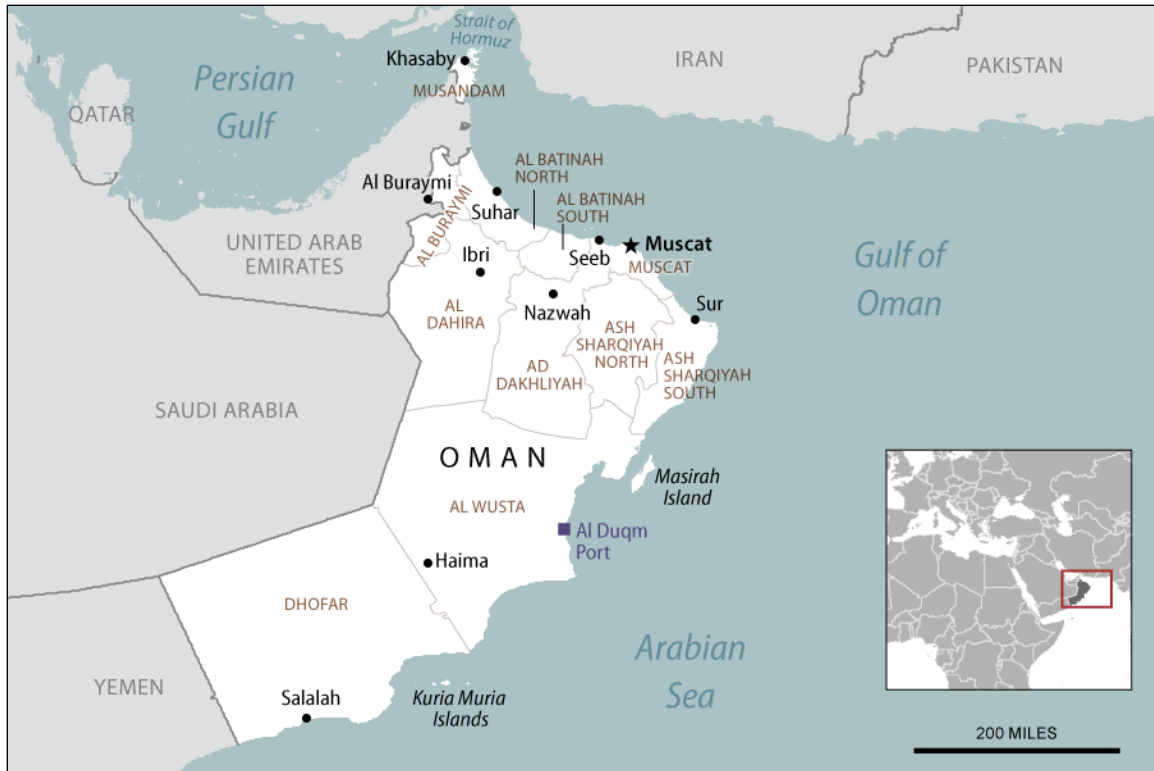 Strait of
Hormuz
Khasaby
IRAN
PAKISTAN
Persian
Gulf
MUSANDAM
QATAR
AL BATINAH
NORTH
Al Buraymi
AL BATINAH
SOUTH
AL BURAYMI
Suhar
UNITED ARAB
EMIRATES
Ibri
Seeb
Muscat
MUSCAT
Gulf of
Oman
AL
DAHIRA
Nazwah
Sur
ASH
SHARQIYAH
NORTH
AD
DAKHLIYAH
ASH
SHARQIYAH
SOUTH
SAUDI ARABIA
OMAN
Masirah
Island
AL WUSTA
Al Duqm
Port
Haima
DHOFAR
Arabian
Sea
YEMEN
Salalah
Kuria Muria
Islands
200 MILES